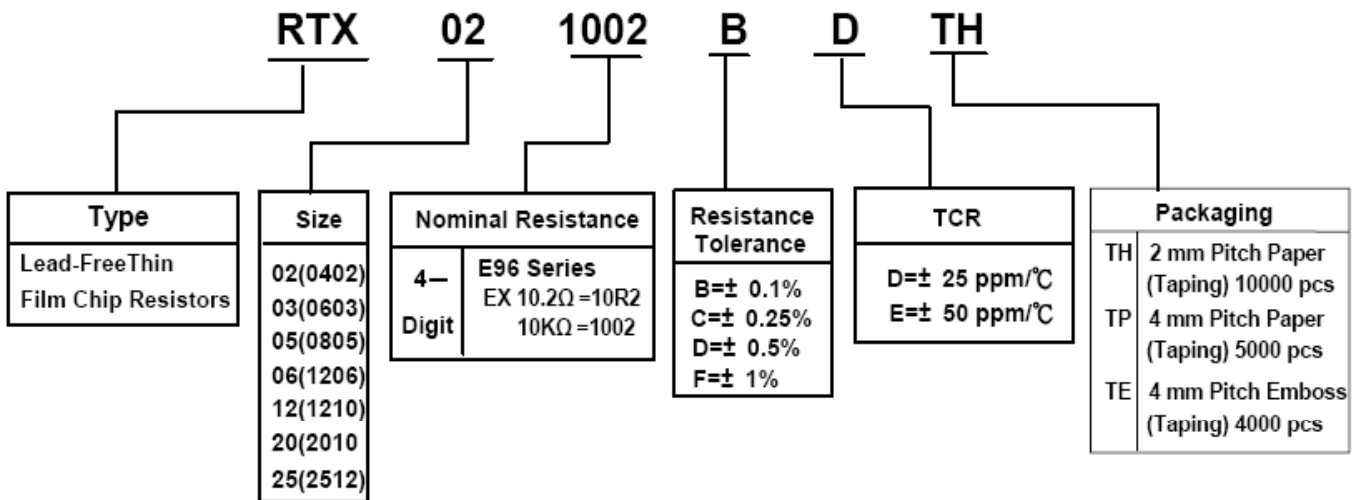 RTX 02 1002 B D TH
Type
Lead-FreeThin
Film Chip Resistors
Size
02(0402)
03(0603)
05(0805)
06(1206)
12(1210)
20(2010
25(2512)
Nominal Resistance
4—
Digit
E96 Series
EX 10.2Ω =10R2
10KΩ =1002
Resistance
Tolerance
B=± 0.1%
C=± 0.25%
D=± 0.5%
F=± 1%
TCR
D=± 25 ppm/℃
E=± 50 ppm/℃
Packaging
TH 2 mm Pitch Paper
(Taping) 10000 pcs
TP 4 mm Pitch Paper
(Taping) 5000 pcs
TE 4 mm Pitch Emboss
(Taping) 4000 pcs